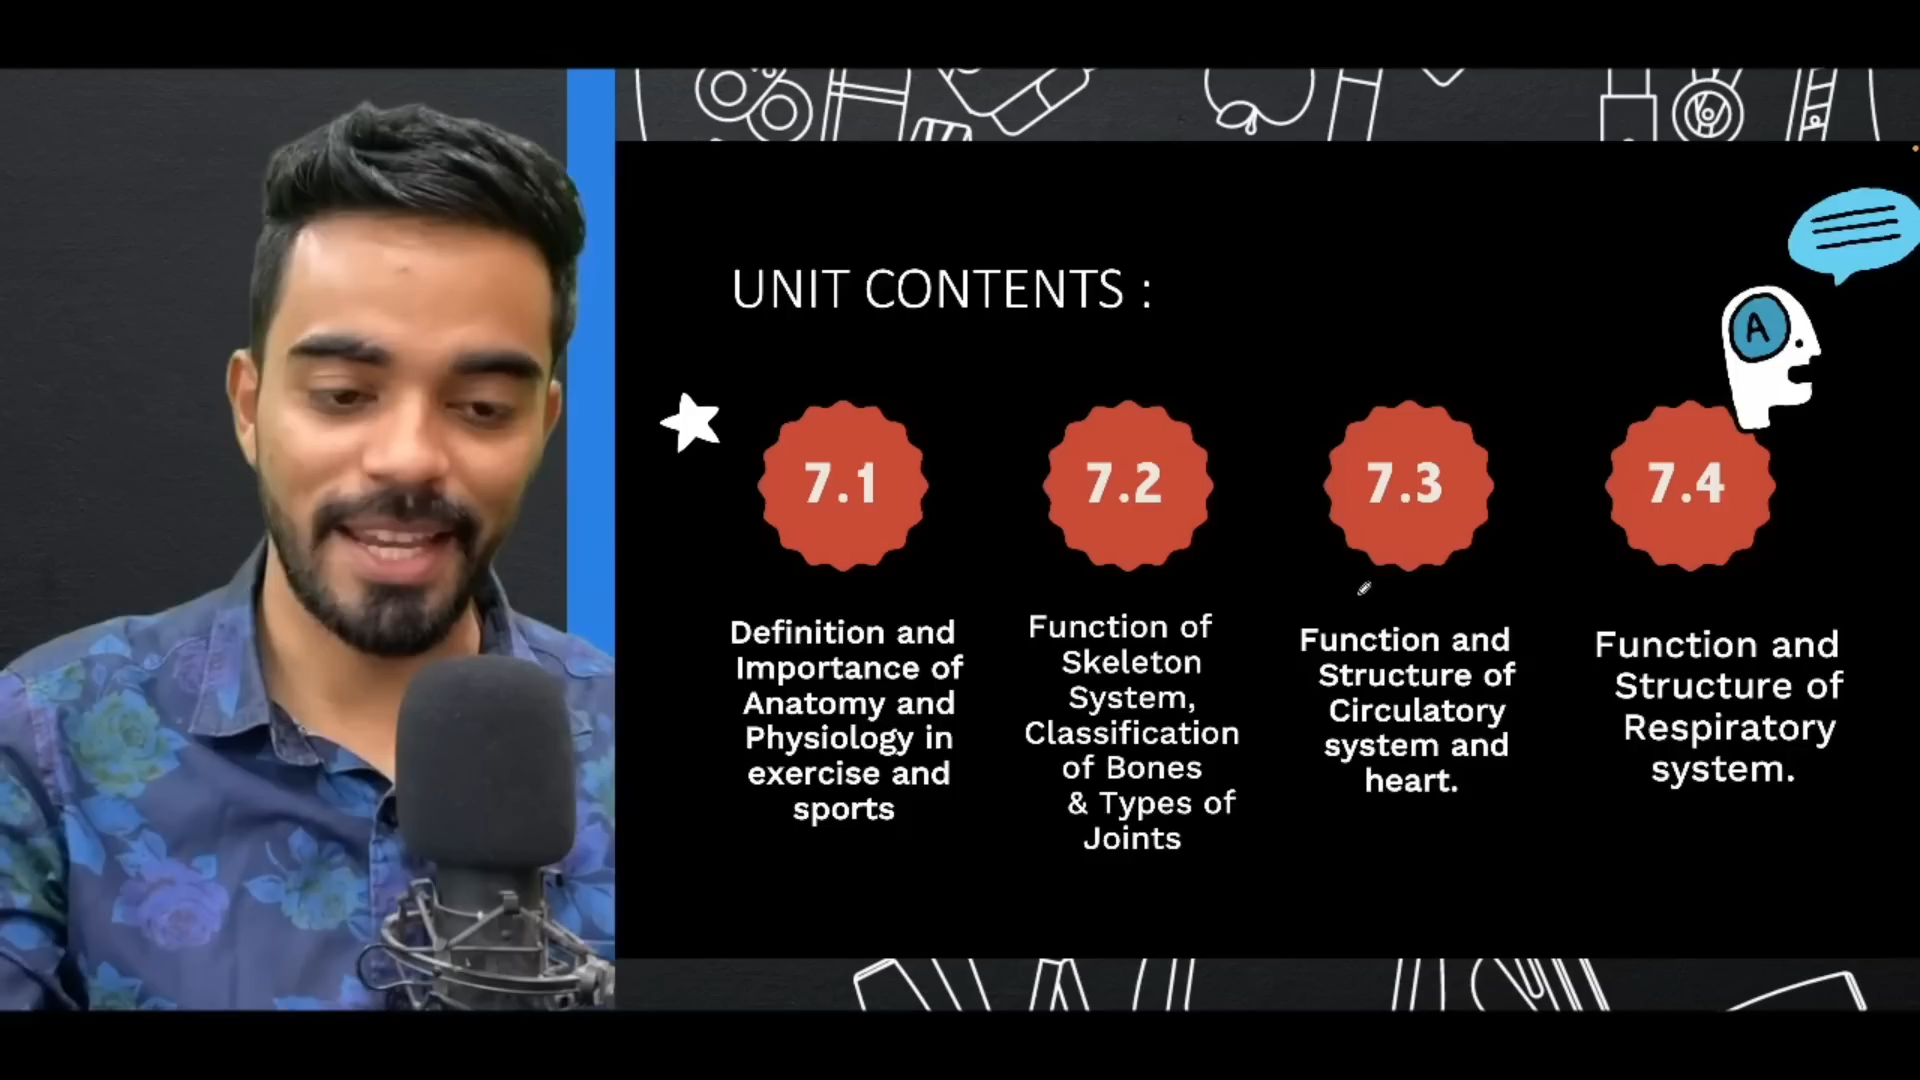 UNIT CONTENTS :
A
7.1
Definition and
Importance of
Anatomy and
Physiology in
exercise and
sports
7.2
Function of
Skeleton
System,
Classification
of Bones
& Types of
Joints
7.3
Function and
Structure of
Circulatory
system and
heart.
7.4
Function and
Structure of
Respiratory
system.